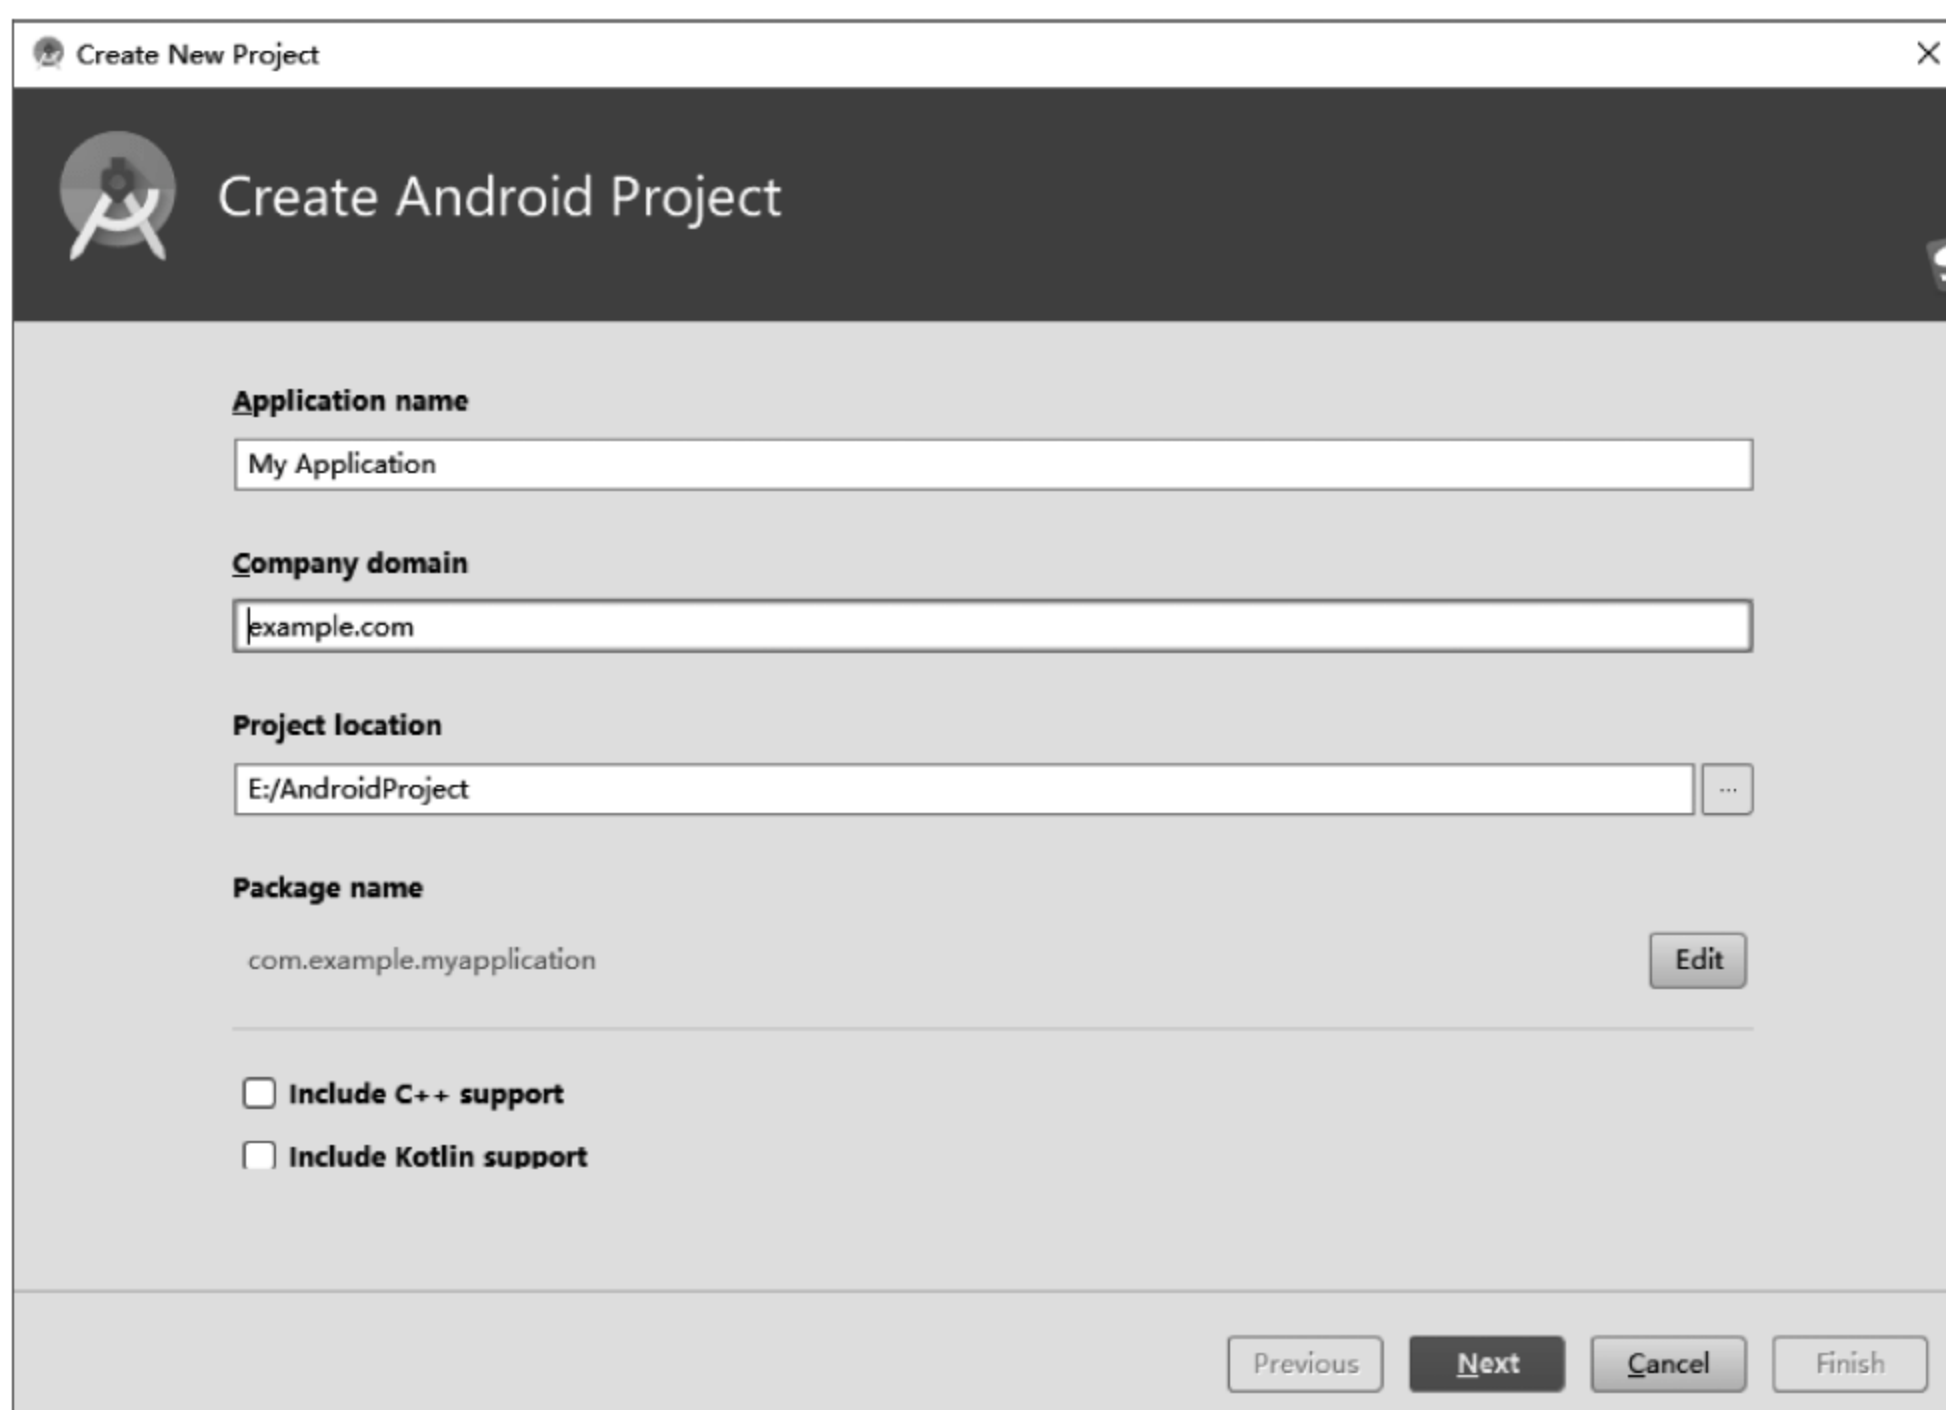 Create New Project
Create Android Project
Application name
My Application
Company domain
example.com
Project location
E:/AndroidProject
...
Package name
com.example.myapplication
Edit
Include C++ support
Include Kotlin support
Previous
Next
Cancel
Finish